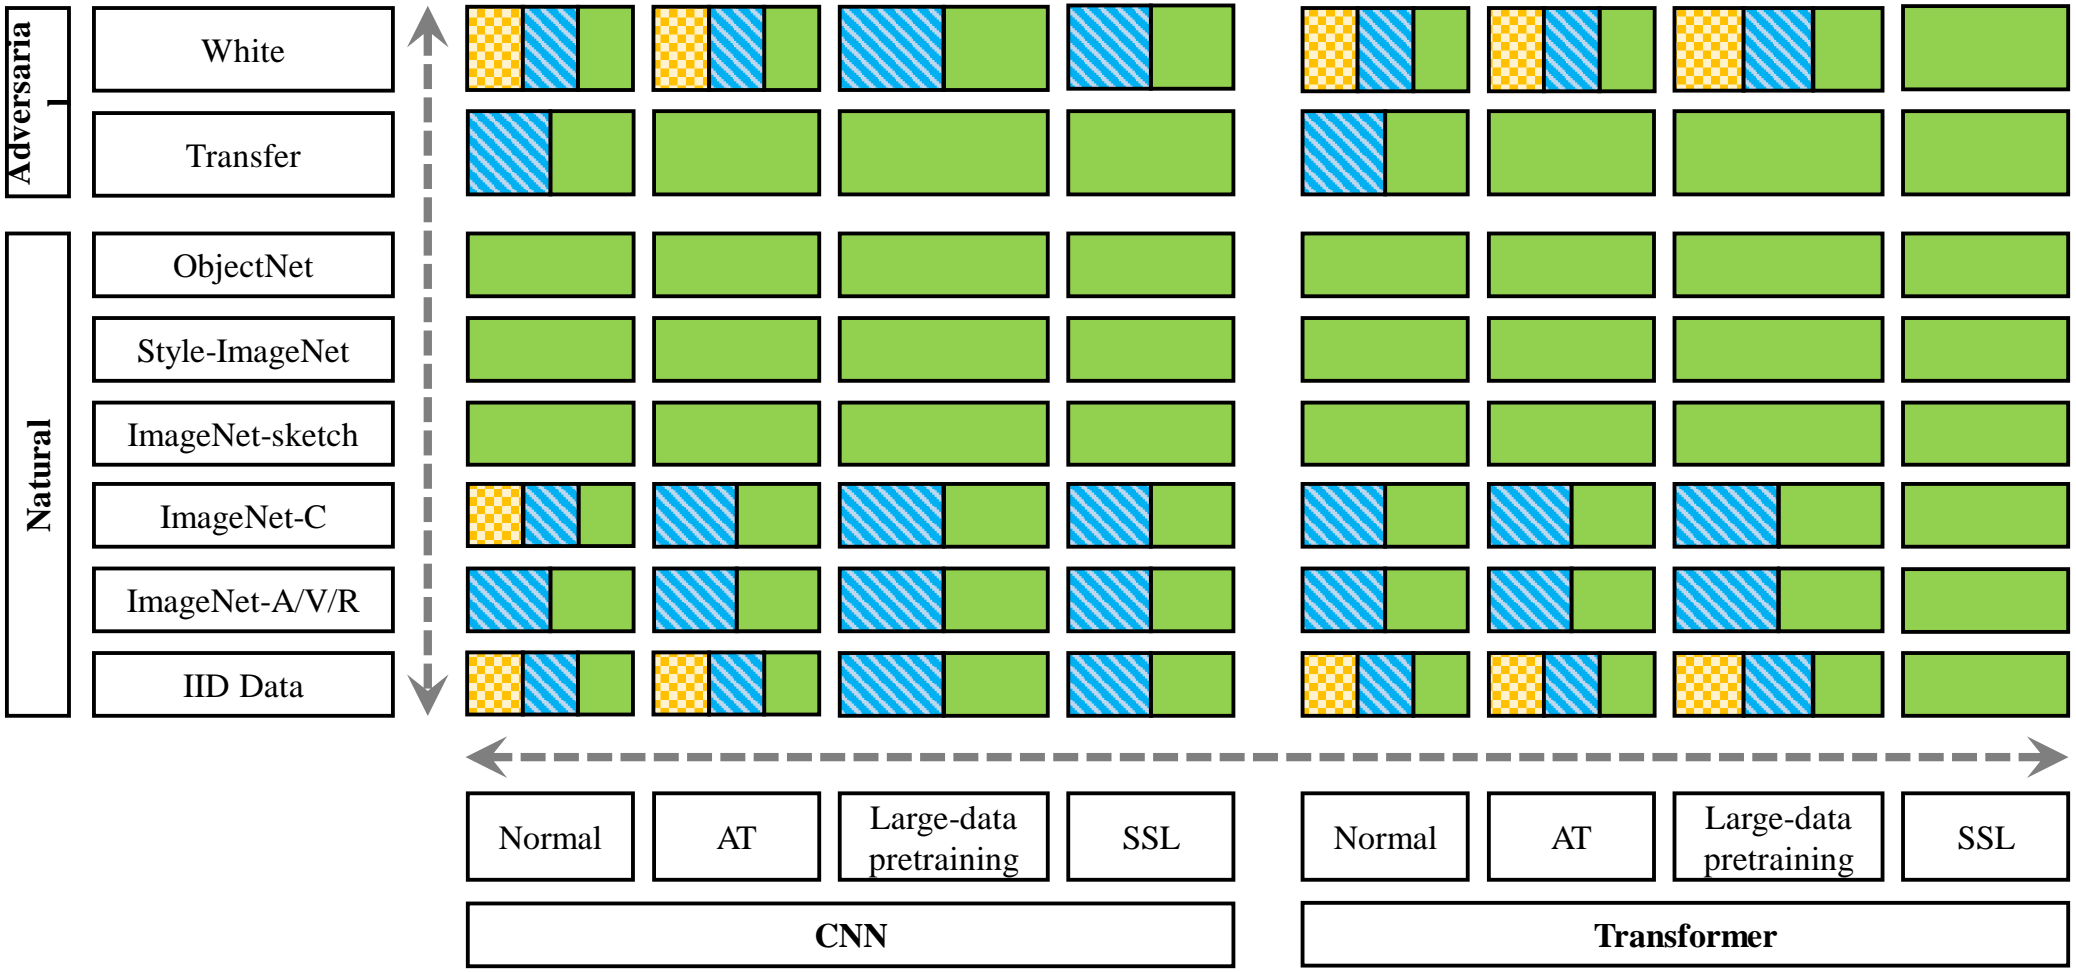 Adversaria
l
White
Transfer
Natural
ObjectNet
Style-ImageNet
ImageNet-sketch
ImageNet-C
ImageNet-A/V/R
IID Data
Normal
AT
Large-data
pretraining
SSL
Normal
AT
Large-data
pretraining
SSL
CNN
Transformer